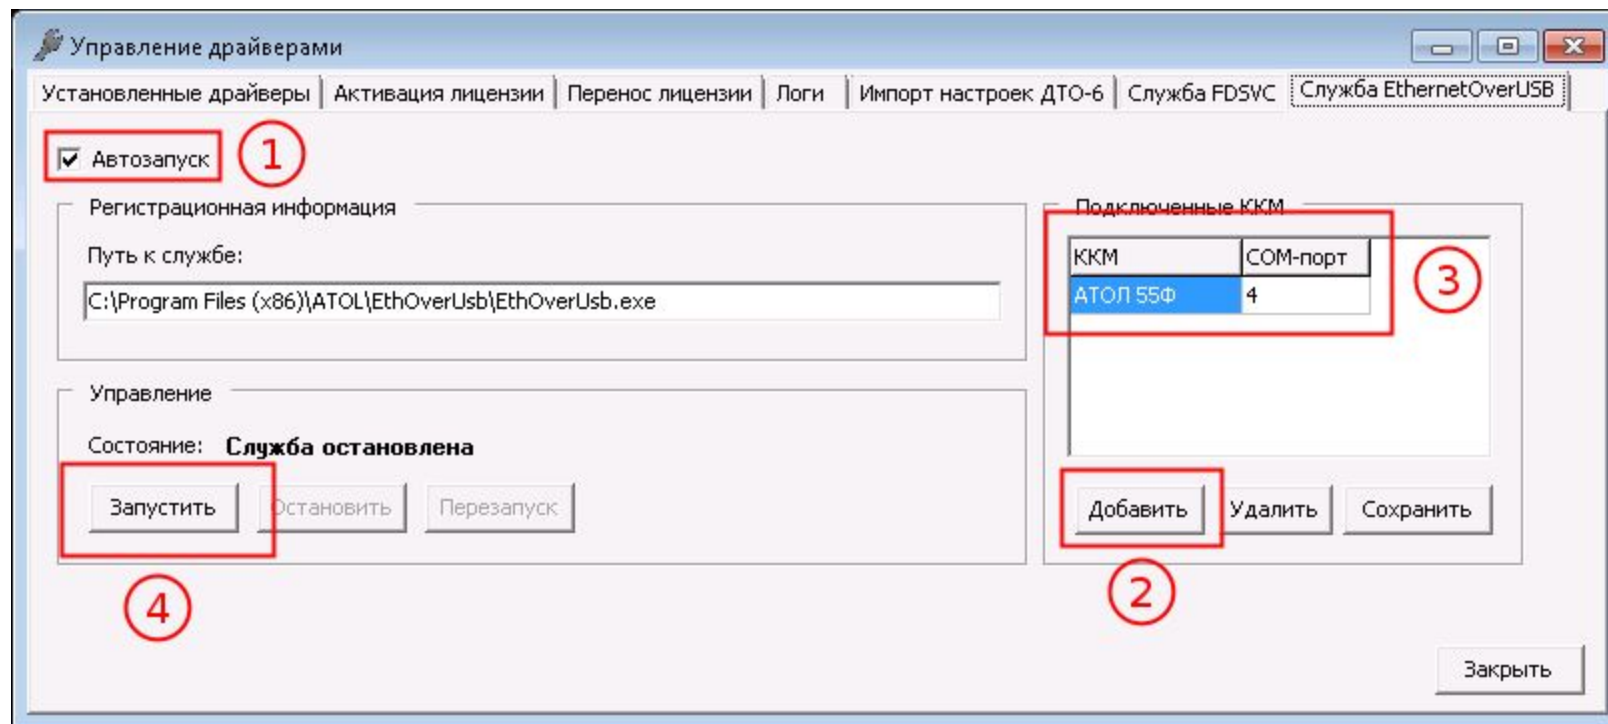 Управление драйверами
Установленные драйверы Активация лицензии Перенос лицензии Логи Импорт настроек ДТО-6 Служба FDSVC Служба EthernetOverUSB
Автозапуск 1
Регистрационная информация
Путь к службе:
C:\Program Files (x86)\ATOL\EthOverUsb\EthOverUsb.exe
Управление
Состояние: Служба остановлена
Запустить Остановить Перезапуск
4
Подключенные ККМ
ККМ COM-порт
АТОЛ 55Ф 4
3
Добавить Удалить Сохранить
2
Закрыть